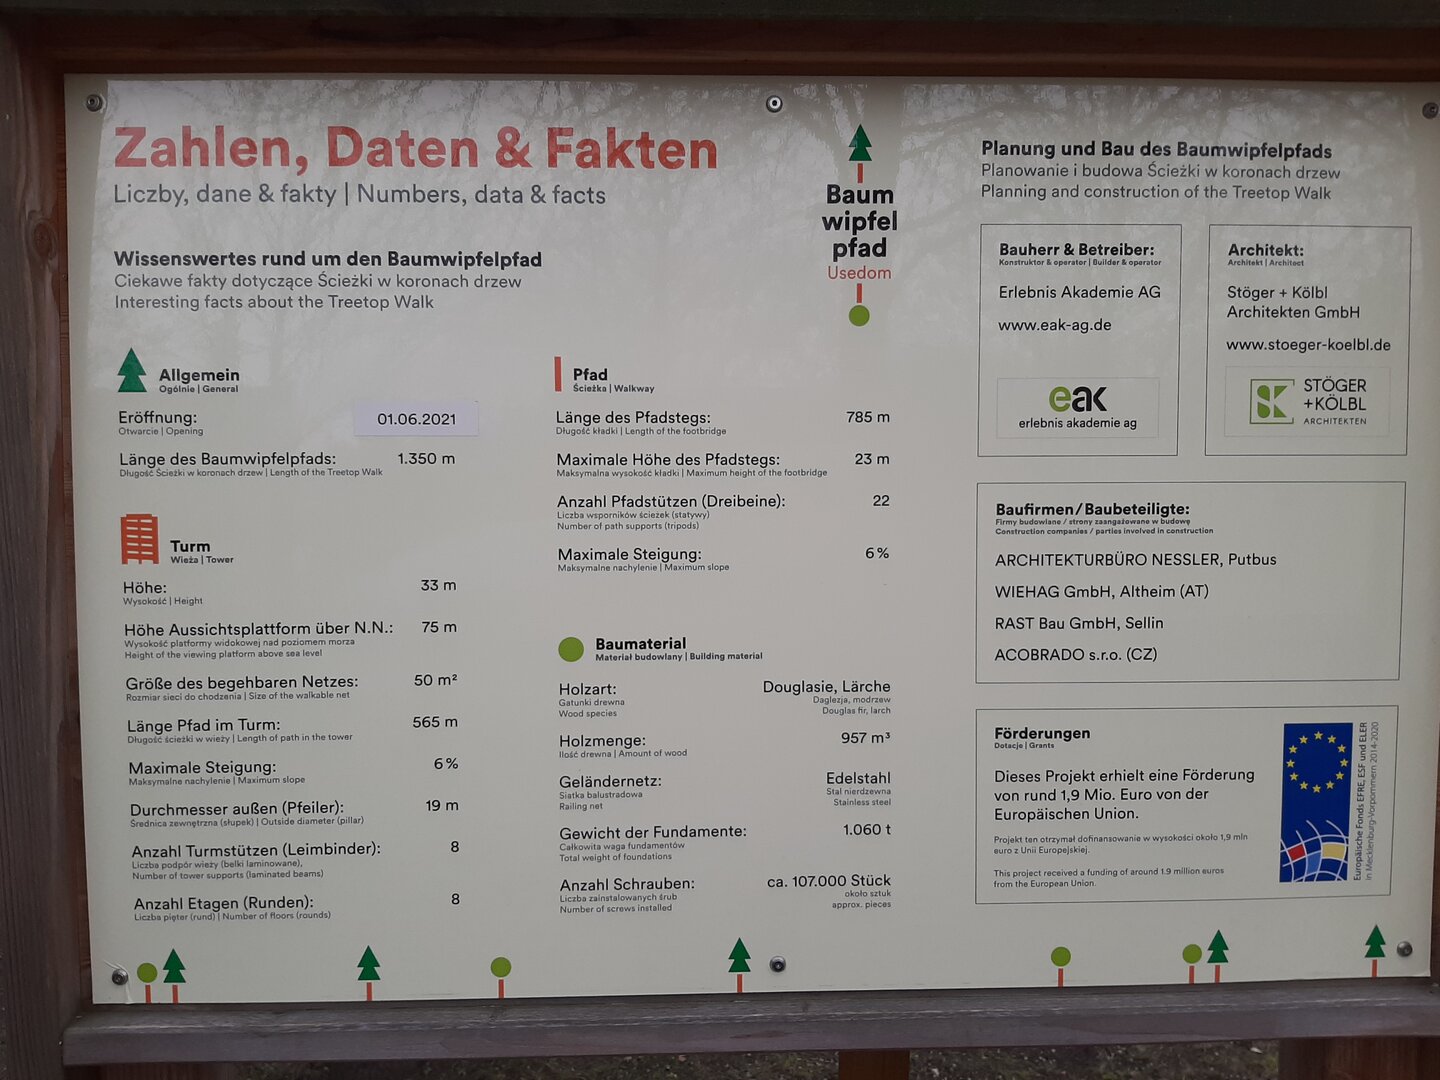 Zahlen, Daten & Fakten
Liczby, dane & fakty | Numbers, data & facts
Wissenswertes rund um den Baumwipfelpfad
Ciekawe fakty dotyczące Ścieżki w koronach drzew
Interesting facts about the Treetop Walk
Baum
wipfel
pfad
Usedom
Allgemein
Ogólnie | General
Eröffnung: 01.06.2021
Otwarcie | Opening
Länge des Baumwipfelpfads: 1.350 m
Długość Ścieżki w koronach drzew | Length of the Treetop Walk
Turm
Wieża | Tower
Höhe: 33 m
Wysokość | Height
Höhe Aussichtsplattform über N.N.: 75 m
Wysokość platformy widokowej nad poziomem morza
Height of the viewing platform above sea level
Größe des begehbaren Netzes: 50 m²
Rozmiar sieci do chodzenia | Size of the walkable net
Länge Pfad im Turm: 565 m
Długość ścieżki w wieży | Length of path in the tower
Maximale Steigung: 6 %
Maksymalne nachylenie | Maximum slope
Durchmesser außen (Pfeiler): 19 m
Średnica zewnętrzna (słupek) | Outside diameter (pillar)
Anzahl Turmstützen (Leimbinder): 8
Liczba podpór wieży (belki laminowane),
Number of tower supports (laminated beams)
Anzahl Etagen (Runden): 8
Liczba pięter (rund) | Number of floors (rounds)
Pfad
Ścieżka | Walkway
Länge des Pfadstegs: 785 m
Długość kładki | Length of the footbridge
Maximale Höhe des Pfadstegs: 23 m
Maksymalna wysokość kładki | Maximum height of the footbridge
Anzahl Pfadstützen (Dreibeine): 22
Liczba wsporników ścieżek (statywy)
Number of path supports (tripods)
Maximale Steigung: 6 %
Maksymalne nachylenie | Maximum slope
Baumaterial
Materiał budowlany | Building material
Holzart: Douglasie, Lärche
Gatunki drewna Daglezja, modrzew
Wood species Douglas fir, larch
Holzmenge: 957 m³
Ilość drewna | Amount of wood
Geländernetz: Edelstahl
Siatka balustradowa Stal nierdzewna
Railing net Stainless steel
Gewicht der Fundamente: 1.060 t
Całkowita waga fundamentów
Total weight of foundations
Anzahl Schrauben: ca. 107.000 Stück
Liczba zainstalowanych śrub około sztuk
Number of screws installed approx. pieces
Planung und Bau des Baumwipfelpfads
Planowanie i budowa Ścieżki w koronach drzew
Planning and construction of the Treetop Walk
Bauherr & Betreiber:
Konstruktor & operator | Builder & operator
Erlebnis Akademie AG
www.eak-ag.de
eak
erlebnis akademie ag
Architekt:
Architekt | Architect
Stöger + Kölbl
Architekten GmbH
www.stoeger-koelbl.de
STÖGER
+KÖLBL
ARCHITEKTEN
Baufirmen/Baubeteiligte:
Firmy budowlane / strony zaangażowane w budowę
Construction companies / parties involved in construction
ARCHITEKTURBÜRO NESSLER, Putbus
WIEHAG GmbH, Altheim (AT)
RAST Bau GmbH, Sellin
ACOBRADO s.r.o. (CZ)
Förderungen
Dotacje | Grants
Dieses Projekt erhielt eine Förderung
von rund 1,9 Mio. Euro von der
Europäischen Union.
Projekt ten otrzymał dofinansowanie w wysokości około 1,9 mln
euro z Unii Europejskiej.
This project received a funding of around 1.9 million euros
from the European Union.
Europäische Fonds EFRE, ESF und ELER
in Mecklenburg-Vorpommern 2014-2020